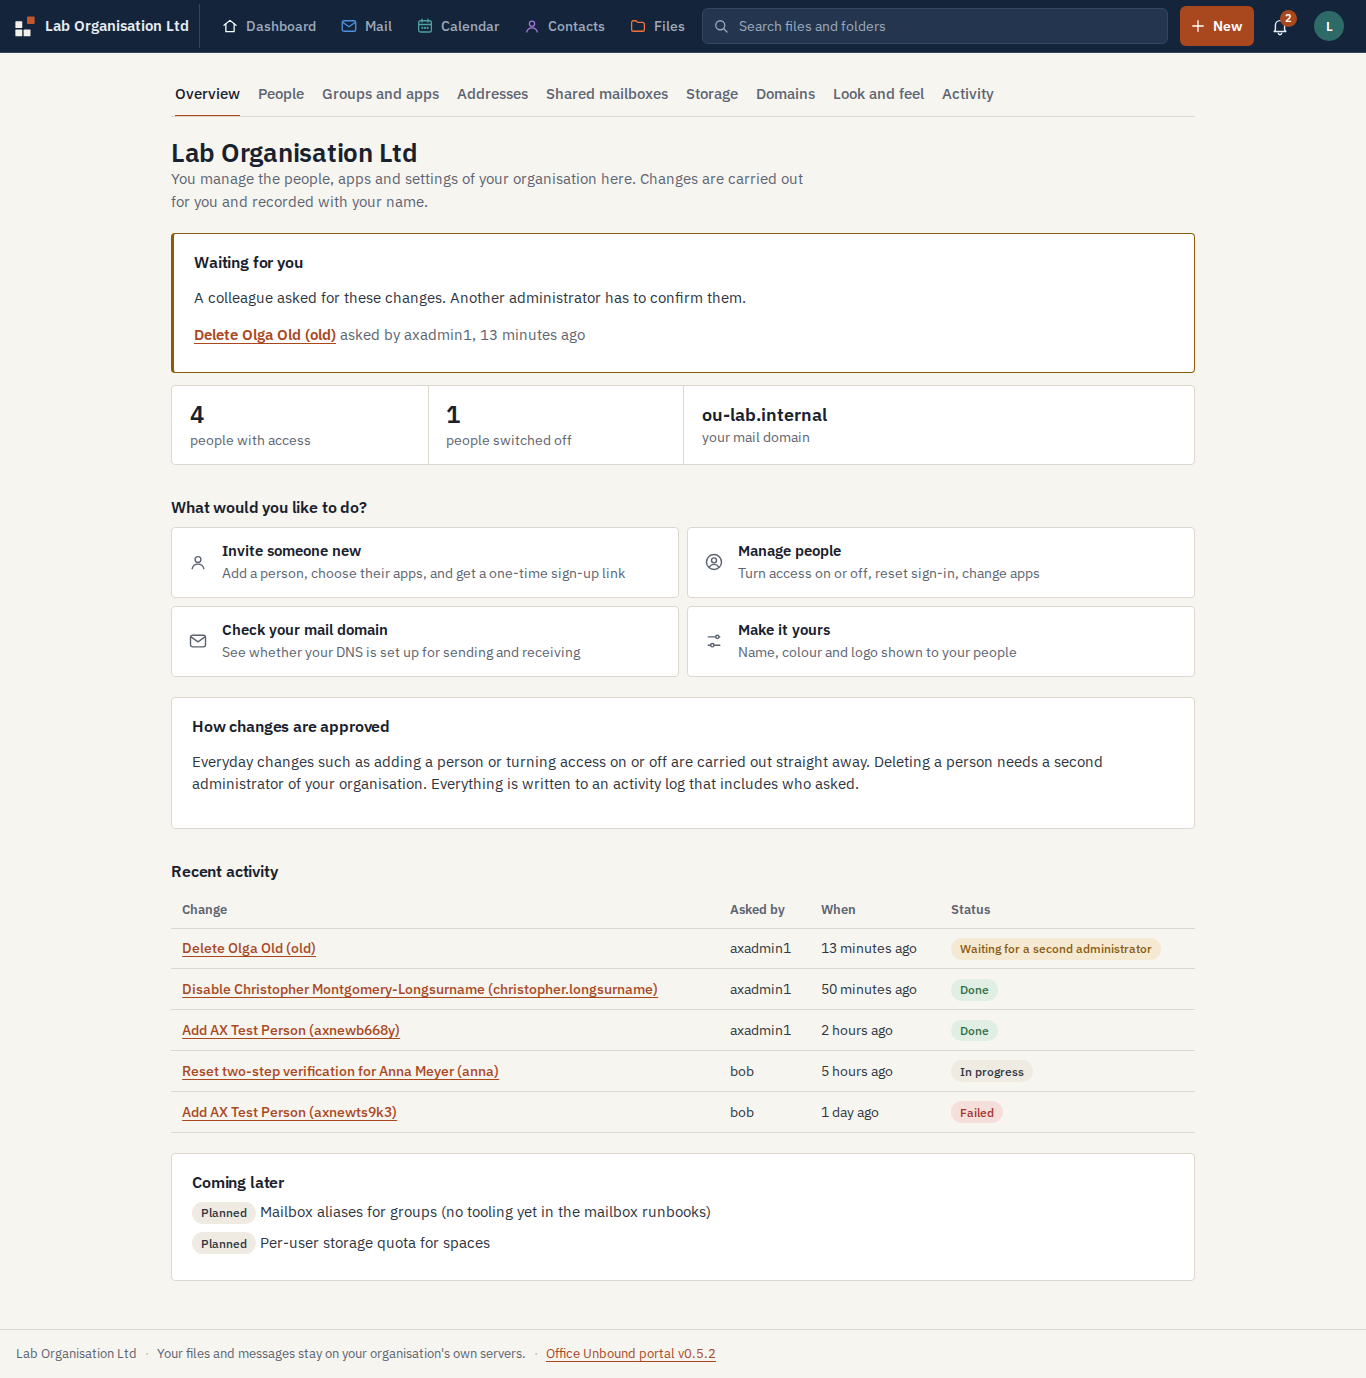 Lab Organisation Ltd
Dashboard
Mail
Calendar
Contacts
Files
Search files and folders
New
2
L
Overview
People
Groups and apps
Addresses
Shared mailboxes
Storage
Domains
Look and feel
Activity
Lab Organisation Ltd
You manage the people, apps and settings of your organisation here. Changes are carried out
for you and recorded with your name.
Waiting for you
A colleague asked for these changes. Another administrator has to confirm them.
Delete Olga Old (old) asked by axadmin1, 13 minutes ago
4
people with access
1
people switched off
ou-lab.internal
your mail domain
What would you like to do?
Invite someone new
Add a person, choose their apps, and get a one-time sign-up link
Manage people
Turn access on or off, reset sign-in, change apps
Check your mail domain
See whether your DNS is set up for sending and receiving
Make it yours
Name, colour and logo shown to your people
How changes are approved
Everyday changes such as adding a person or turning access on or off are carried out straight away. Deleting a person needs a second
administrator of your organisation. Everything is written to an activity log that includes who asked.
Recent activity
Change Asked by When Status
Delete Olga Old (old) axadmin1 13 minutes ago Waiting for a second administrator
Disable Christopher Montgomery-Longsurname (christopher.longsurname) axadmin1 50 minutes ago Done
Add AX Test Person (axnewb668y) axadmin1 2 hours ago Done
Reset two-step verification for Anna Meyer (anna) bob 5 hours ago In progress
Add AX Test Person (axnewts9k3) bob 1 day ago Failed
Coming later
Planned Mailbox aliases for groups (no tooling yet in the mailbox runbooks)
Planned Per-user storage quota for spaces
Lab Organisation Ltd · Your files and messages stay on your organisation's own servers. · Office Unbound portal v0.5.2